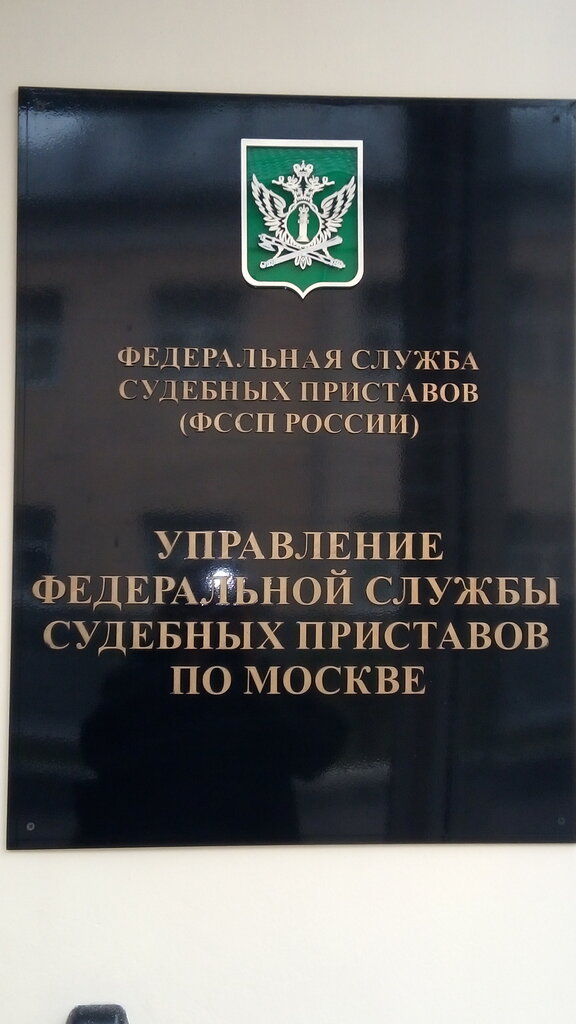 ФЕДЕРАЛЬНАЯ СЛУЖБА
СУДЕБНЫХ ПРИСТАВОВ
(ФССП РОССИИ)
УПРАВЛЕНИЕ
ФЕДЕРАЛЬНОЙ СЛУЖБЫ
СУДЕБНЫХ ПРИСТАВОВ
ПО МОСКВЕ